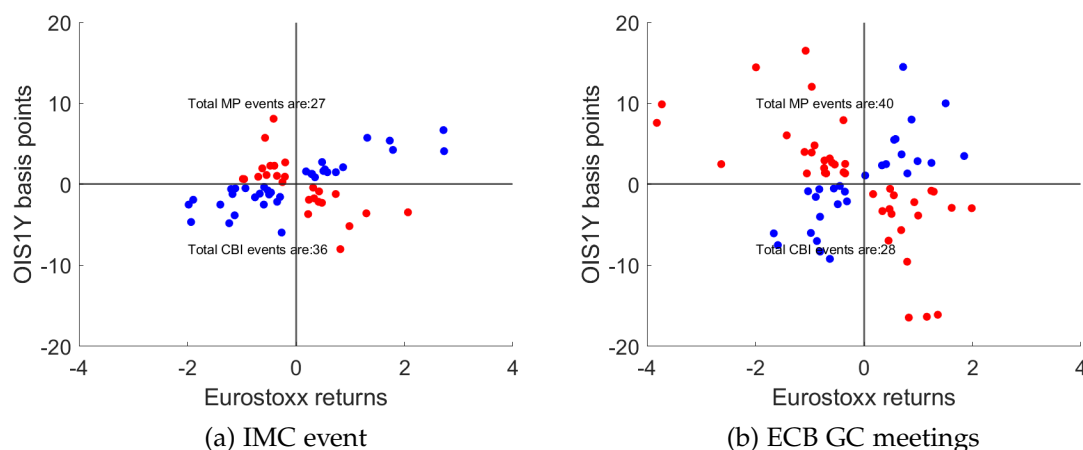 20
10
0
-10
-20
-4
-2
0
2
4
OIS1Y basis points
Eurostoxx returns
Total MP events are:27
Total CBI events are:36
(a) IMC event
20
10
0
-10
-20
-4
-2
0
2
4
OIS1Y basis points
Eurostoxx returns
Total MP events are:40
Total CBI events are:28
(b) ECB GC meetings